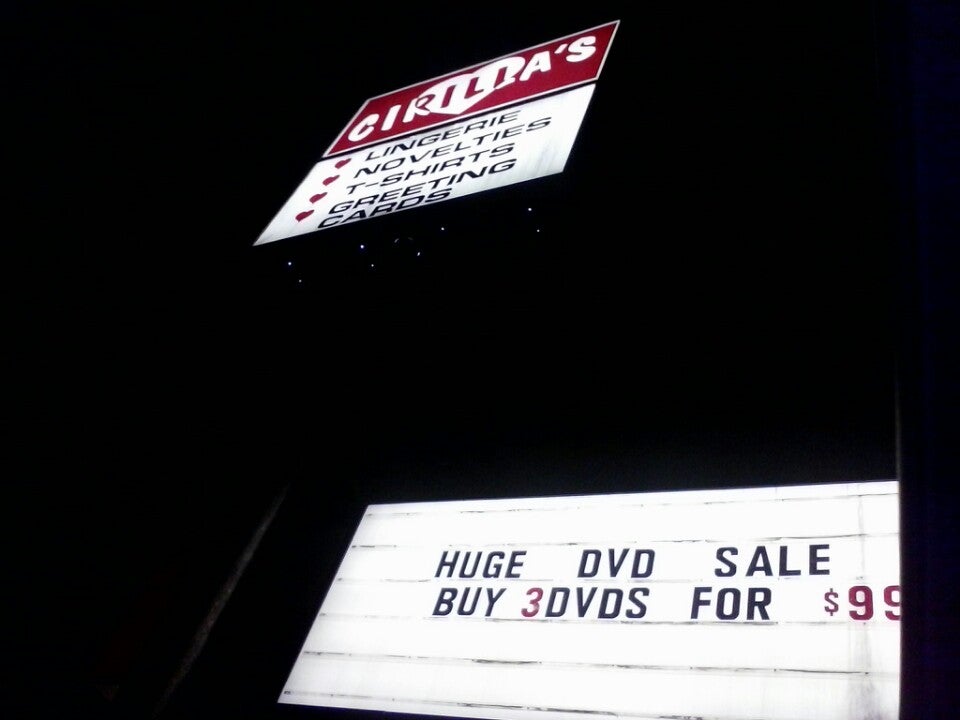 CIRILLA'S
LINGERIE
NOVELTIES
T-SHIRTS
GREETING
CARDS
HUGE DVD SALE
BUY 3DVDS FOR $99